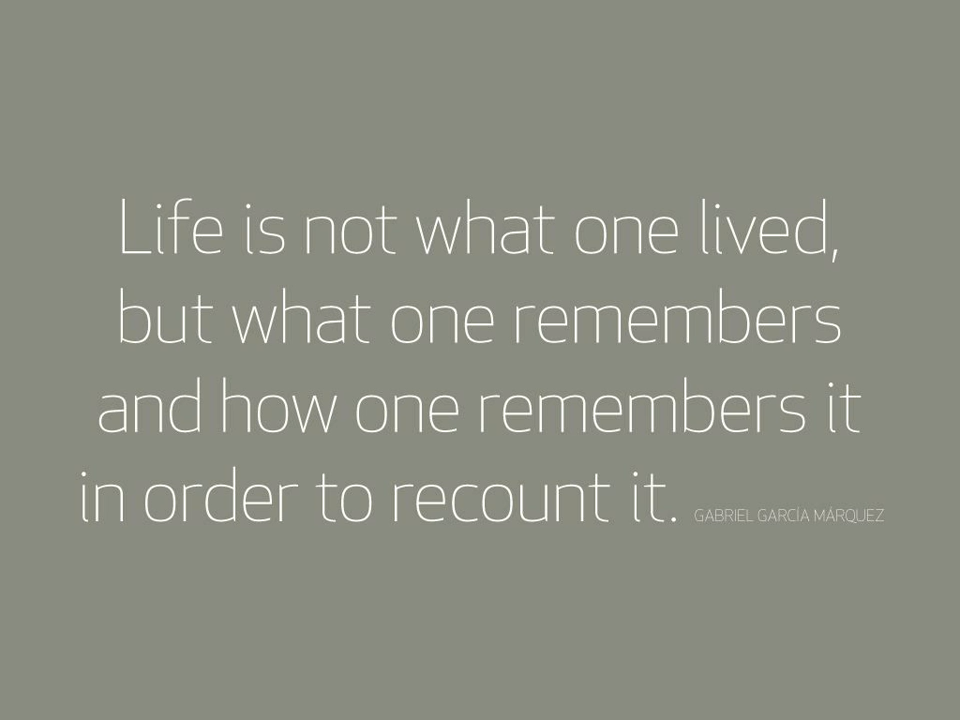 Life is not what one lived,
but what one remembers
and how one remembers it
in order to recount it. GABRIEL GARCÍA MÁRQUEZ